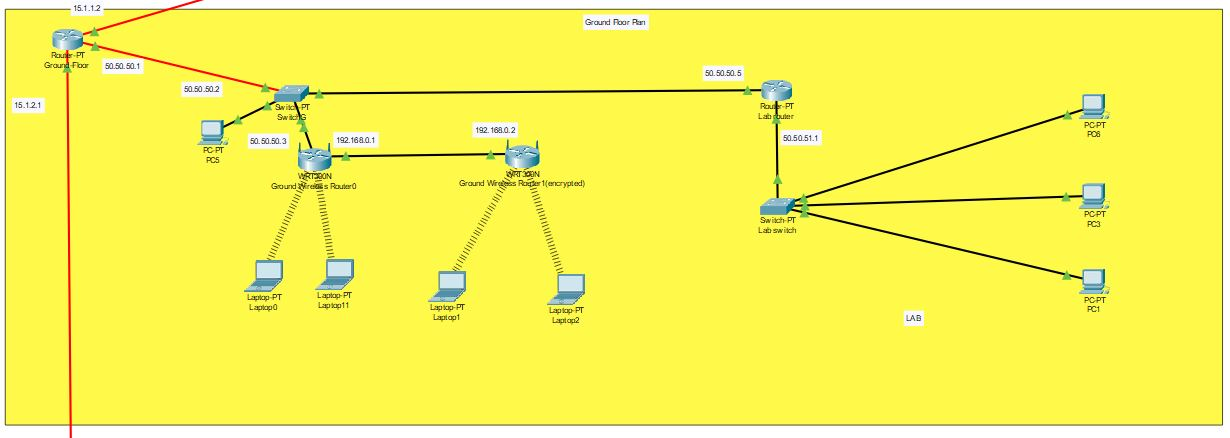 15.1.1.2
Ground Floor Plan
Router-PT
Ground-Floor
50.50.50.1
50.50.50.5
50.50.50.2
15.1.2.1
Switch-PT
SwitchG
Router-PT
Lab router
PC-PT
PC6
PC-PT
PC5
50.50.50.3
192.168.0.1
192.168.0.2
50.50.51.1
WRT300N
Ground Wireless Router0
WRT300N
Ground Wireless Router1(encrypted)
Switch-PT
Lab switch
PC-PT
PC3
Laptop-PT
Laptop0
Laptop-PT
Laptop11
Laptop-PT
Laptop1
Laptop-PT
Laptop2
PC-PT
PC1
LAB